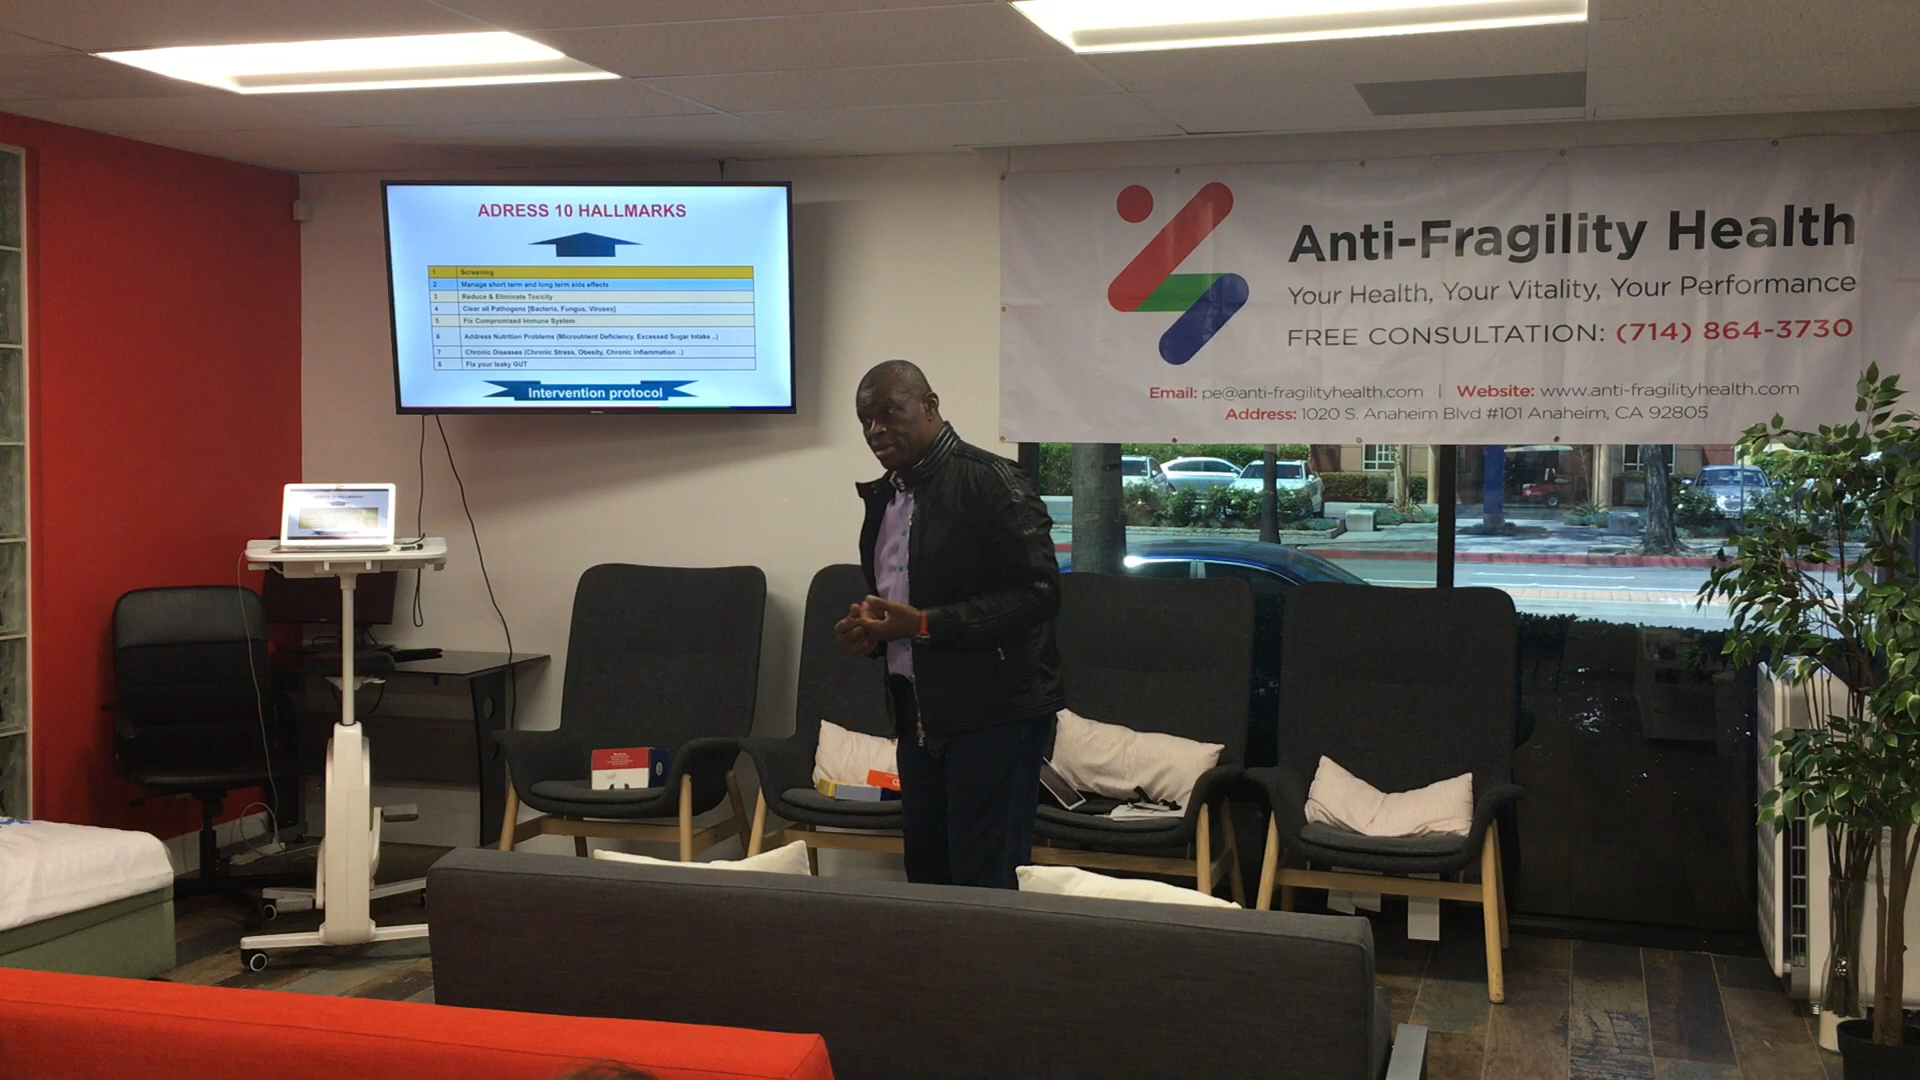 ADRESS 10 HALLMARKS
1 Screening
2 Manage short term and long term side effects
3 Reduce & Eliminate Toxicity
4 Clear all Pathogens [Bacteria, Fungus, Viruses]
5 Fix Compromised Immune System
6 Address Nutrition Problems (Microutrient Deficiency, Excessed Sugar Intake ..)
7 Chronic Diseases (Chronic Stress, Obesity, Chronic Inflammation ..)
8 Fix your leaky GUT
Intervention protocol
Anti-Fragility Health
Your Health, Your Vitality, Your Performance
FREE CONSULTATION: (714) 864-3730
Email: pe@anti-fragilityhealth.com | Website: www.anti-fragilityhealth.com
Address: 1020 S. Anaheim Blvd #101 Anaheim, CA 92805
ADRESS 10 HALLMARKS